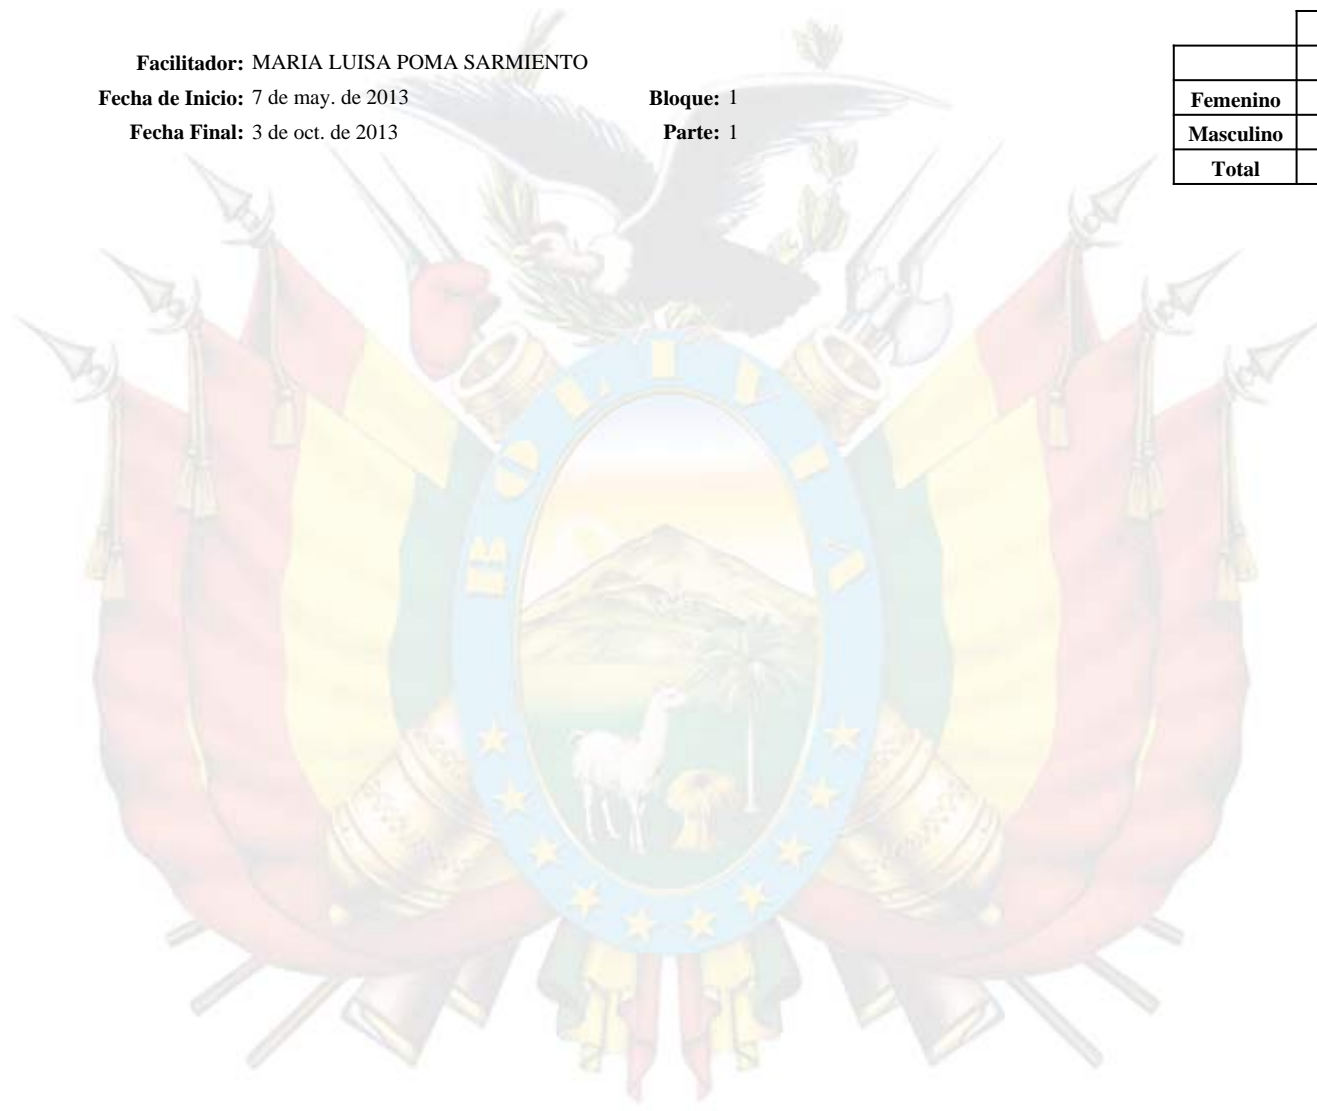 Facilitador: MARIA LUISA POMA SARMIENTO
Fecha de Inicio: 7 de may. de 2013 Bloque: 1
Fecha Final: 3 de oct. de 2013 Parte: 1
Femenino
Masculino
Total
BOLIVIA